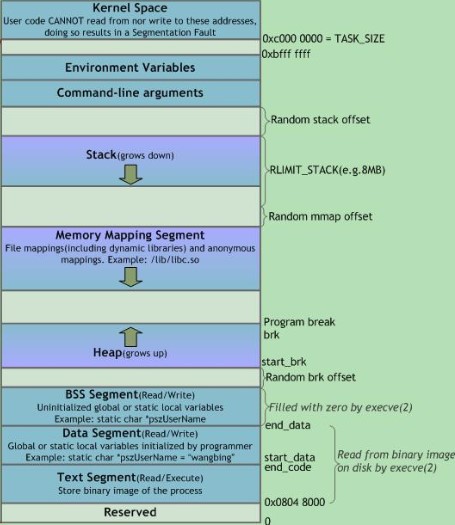 Kernel Space
User code CANNOT read from nor write to these addresses,
doing so results in a Segmentation Fault
0xc000 0000 = TASK_SIZE
0xbfff ffff
Environment Variables
Command-line arguments
Random stack offset
Stack(grows down)
RLIMIT_STACK(e.g.8MB)
Random mmap offset
Memory Mapping Segment
File mappings(including dynamic libraries) and anonymous
mappings. Example: /lib/libc.so
Program break
brk
Heap(grows up)
start_brk
Random brk offset
BSS Segment(Read/Write)
Uninitialized global or static local variables
Example: static char *pszUserName
Filled with zero by execve(2)
end_data
Data Segment(Read/Write)
Global or static local variables initialized by programmer
Example: static char *pszUserName = "wangbing"
start_data
end_code
Read from binary image
on disk by execve(2)
Text Segment(Read/Execute)
Store binary image of the process
0x0804 8000
Reserved
0